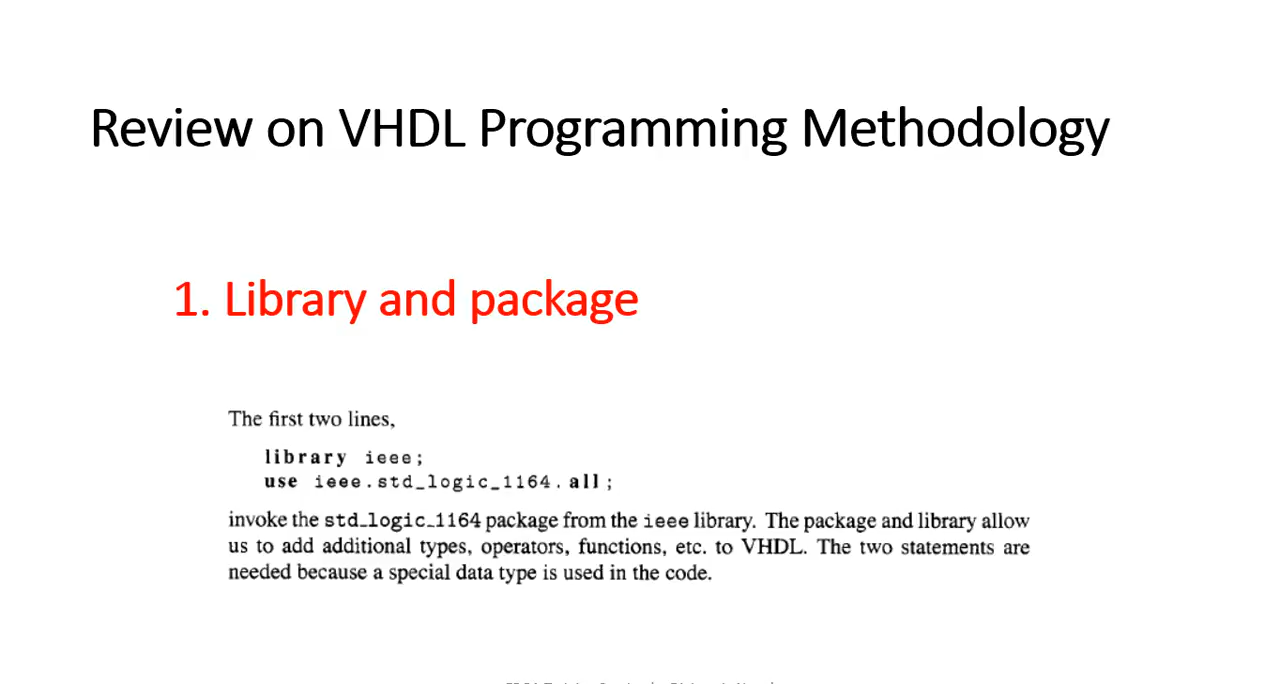 Review on VHDL Programming Methodology
1. Library and package
The first two lines,
library ieee;
use ieee.std_logic_1164.all;
invoke the std_logic_1164 package from the ieee library. The package and library allow
us to add additional types, operators, functions, etc. to VHDL. The two statements are
needed because a special data type is used in the code.